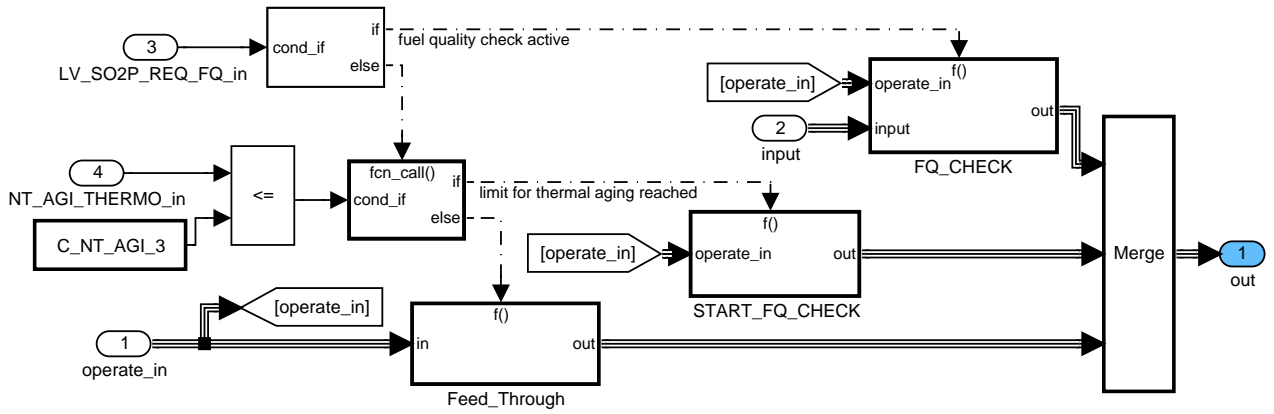 if
3
cond_if
fuel quality check active
LV_SO2P_REQ_FQ_in
else
f()
[operate_in]
operate_in
out
2
input
input
FQ_CHECK
4
fcn_call()
if
limit for thermal aging reached
NT_AGI_THERMO_in
<=
cond_if
else
f()
C_NT_AGI_3
[operate_in]
operate_in
out
Merge
1
out
[operate_in]
START_FQ_CHECK
f()
1
in
out
operate_in
Feed_Through